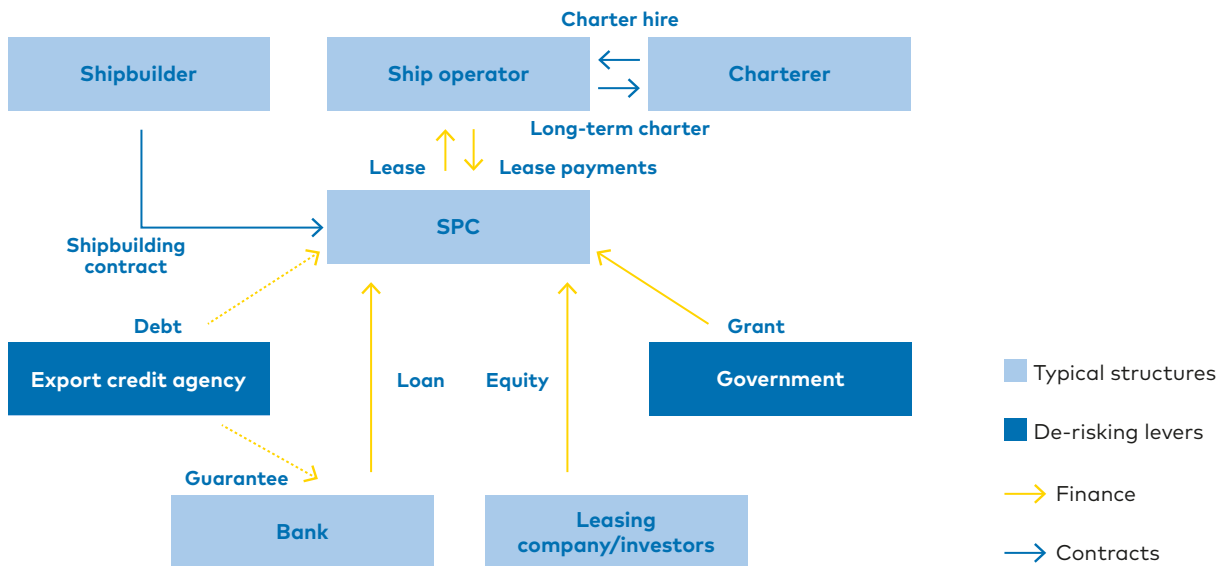 Charter hire
Shipbuilder
Ship operator
Charterer
Long-term charter
Lease
Lease payments
SPC
Shipbuilding
contract
Debt
Grant
Export credit agency
Loan
Equity
Government
Guarantee
Bank
Leasing
company/investors
Typical structures
De-risking levers
Finance
Contracts